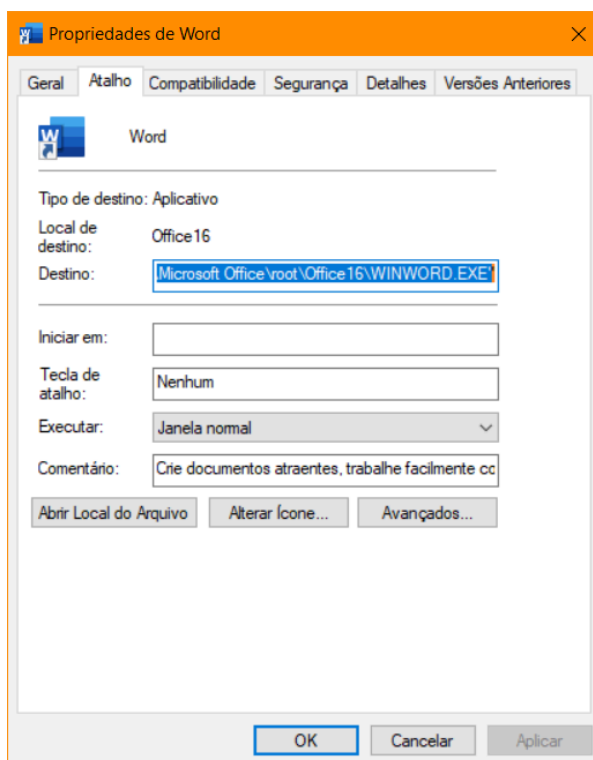 Propriedades de Word
Geral Atalho Compatibilidade Segurança Detalhes Versões Anteriores
Word
Tipo de destino: Aplicativo
Local de destino: Office16
Destino: Microsoft Office\root\Office16\WINWORD.EXE"
Iniciar em:
Tecla de atalho: Nenhum
Executar: Janela normal
Comentário: Crie documentos atraentes, trabalhe facilmente co
Abrir Local do Arquivo Alterar Ícone... Avançados...
OK Cancelar Aplicar